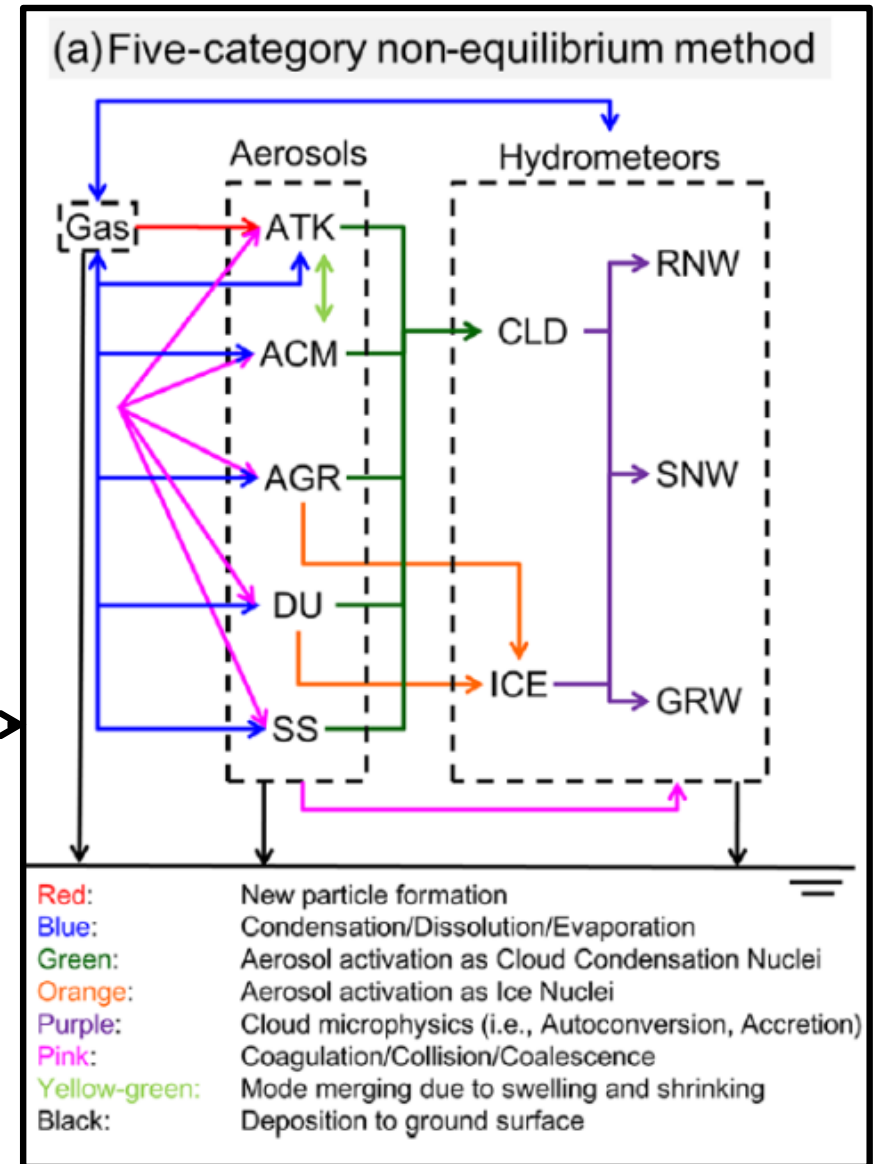 (a) Five-category non-equilibrium method
Aerosols
Hydrometeors
Gas
ATK
RNW
CLD
ACM
AGR
SNW
DU
ICE
GRW
SS
Red: New particle formation
Blue: Condensation/Dissolution/Evaporation
Green: Aerosol activation as Cloud Condensation Nuclei
Orange: Aerosol activation as Ice Nuclei
Purple: Cloud microphysics (i.e., Autoconversion, Accretion)
Pink: Coagulation/Collision/Coalescence
Yellow-green: Mode merging due to swelling and shrinking
Black: Deposition to ground surface